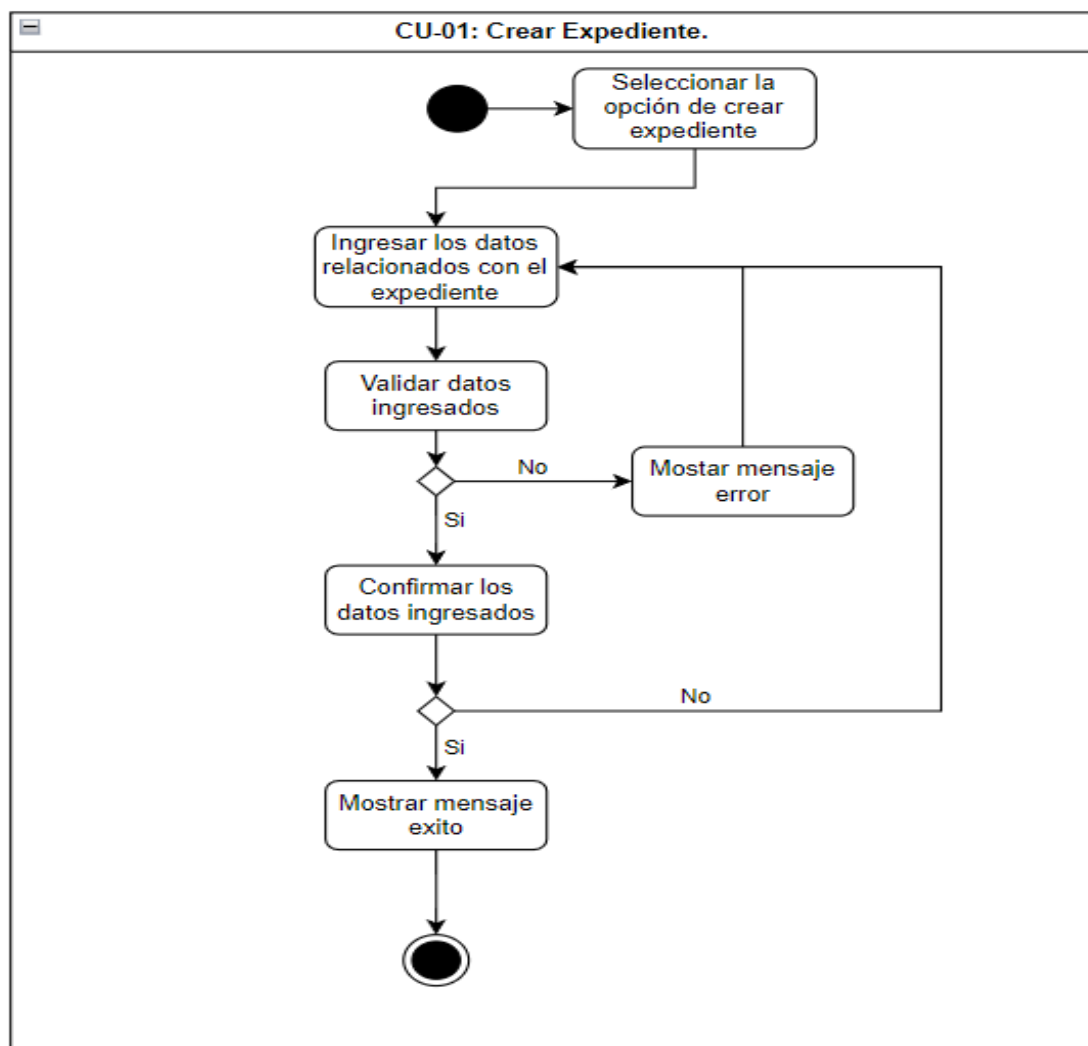 CU-01: Crear Expediente.
Seleccionar la
opción de crear
expediente
Ingresar los datos
relacionados con el
expediente
Validar datos
ingresados
No
Mostar mensaje
error
Si
Confirmar los
datos ingresados
No
Si
Mostrar mensaje
exito